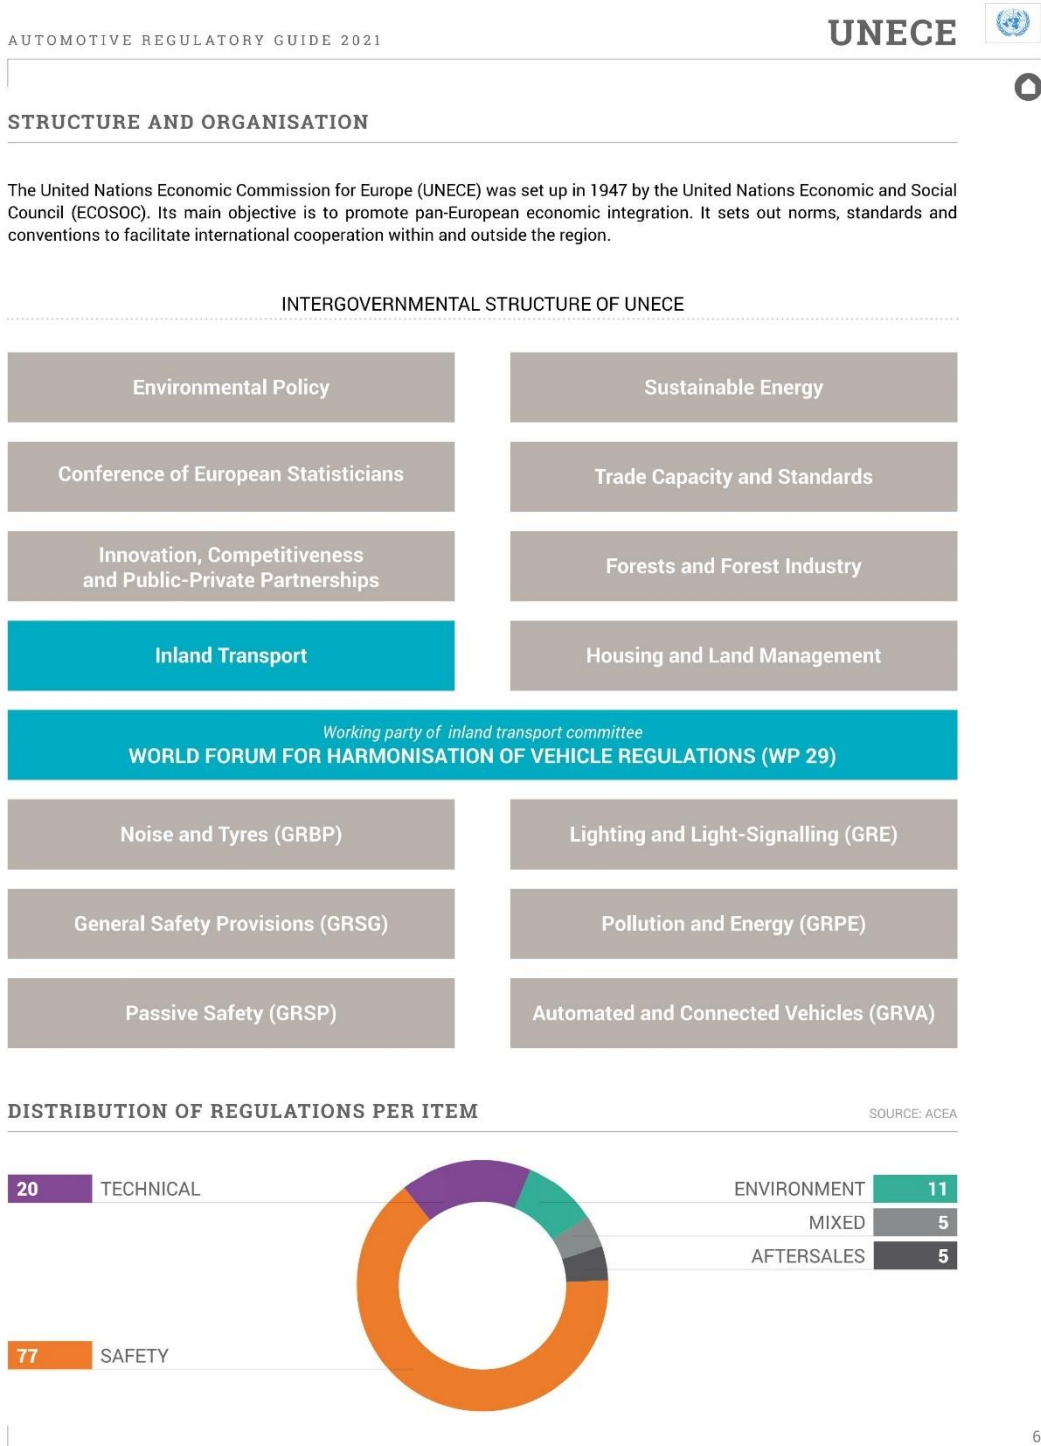 AUTOMOTIVE REGULATORY GUIDE 2021
UNECE
STRUCTURE AND ORGANISATION
The United Nations Economic Commission for Europe (UNECE) was set up in 1947 by the United Nations Economic and Social
Council (ECOSOC). Its main objective is to promote pan-European economic integration. It sets out norms, standards and
conventions to facilitate international cooperation within and outside the region.
INTERGOVERNMENTAL STRUCTURE OF UNECE
Environmental Policy
Sustainable Energy
Conference of European Statisticians
Trade Capacity and Standards
Innovation, Competitiveness
and Public-Private Partnerships
Forests and Forest Industry
Inland Transport
Housing and Land Management
Working party of inland transport committee
WORLD FORUM FOR HARMONISATION OF VEHICLE REGULATIONS (WP 29)
Noise and Tyres (GRBP)
Lighting and Light-Signalling (GRE)
General Safety Provisions (GRSG)
Pollution and Energy (GRPE)
Passive Safety (GRSP)
Automated and Connected Vehicles (GRVA)
DISTRIBUTION OF REGULATIONS PER ITEM
SOURCE: ACEA
20 TECHNICAL
ENVIRONMENT 11
MIXED 5
AFTERSALES 5
77 SAFETY
6